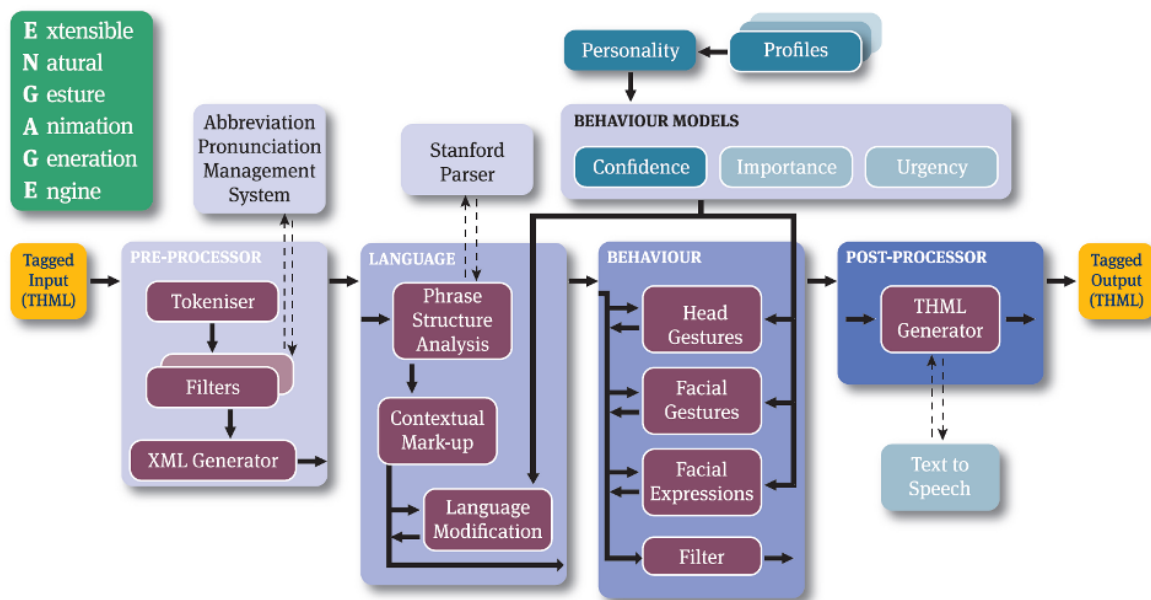 E xtensible
N atural
G esture
A nimation
G eneration
E ngine
Personality
Profiles
BEHAVIOUR MODELS
Confidence
Importance
Urgency
Abbreviation
Pronunciation
Management
System
Stanford
Parser
Tagged
Input
(THML)
PRE-PROCESSOR
Tokeniser
Filters
XML Generator
LANGUAGE
Phrase
Structure
Analysis
Contextual
Mark-up
Language
Modification
BEHAVIOUR
Head
Gestures
Facial
Gestures
Facial
Expressions
Filter
POST-PROCESSOR
THML
Generator
Text to
Speech
Tagged
Output
(THML)